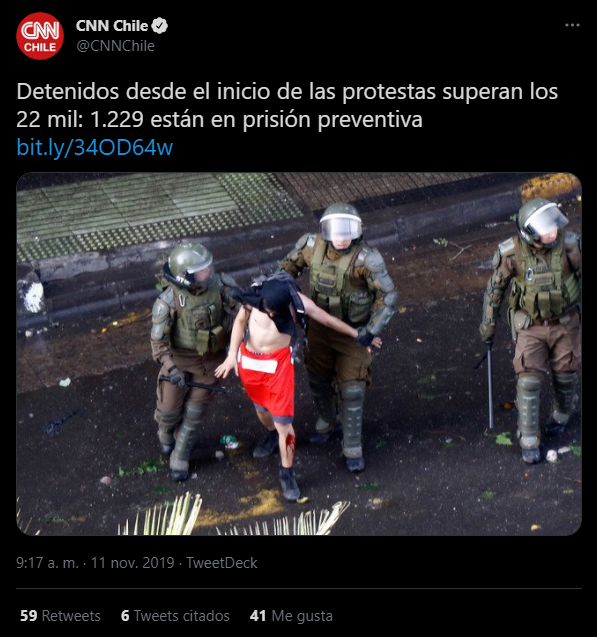 CNN
CHILE
CNN Chile
@CNNChile
Detenidos desde el inicio de las protestas superan los
22 mil: 1.229 están en prisión preventiva
bit.ly/34OD64w
9:17 a. m. · 11 nov. 2019 · TweetDeck
59 Retweets 6 Tweets citados 41 Me gusta